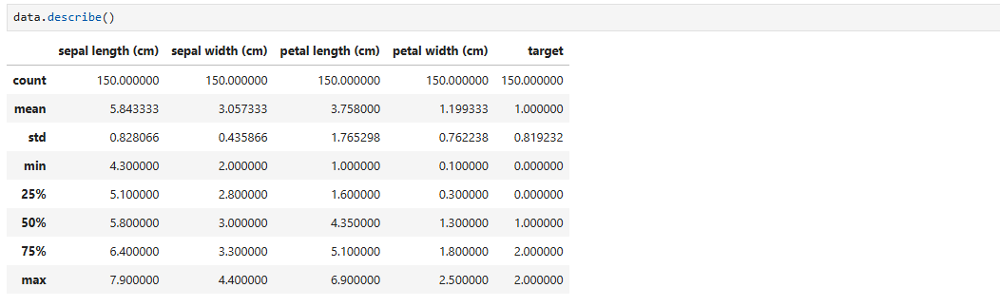 data.describe()
sepal length (cm) sepal width (cm) petal length (cm) petal width (cm) target
count 150.000000 150.000000 150.000000 150.000000 150.000000
mean 5.843333 3.057333 3.758000 1.199333 1.000000
std 0.828066 0.435866 1.765298 0.762238 0.819232
min 4.300000 2.000000 1.000000 0.100000 0.000000
25% 5.100000 2.800000 1.600000 0.300000 0.000000
50% 5.800000 3.000000 4.350000 1.300000 1.000000
75% 6.400000 3.300000 5.100000 1.800000 2.000000
max 7.900000 4.400000 6.900000 2.500000 2.000000